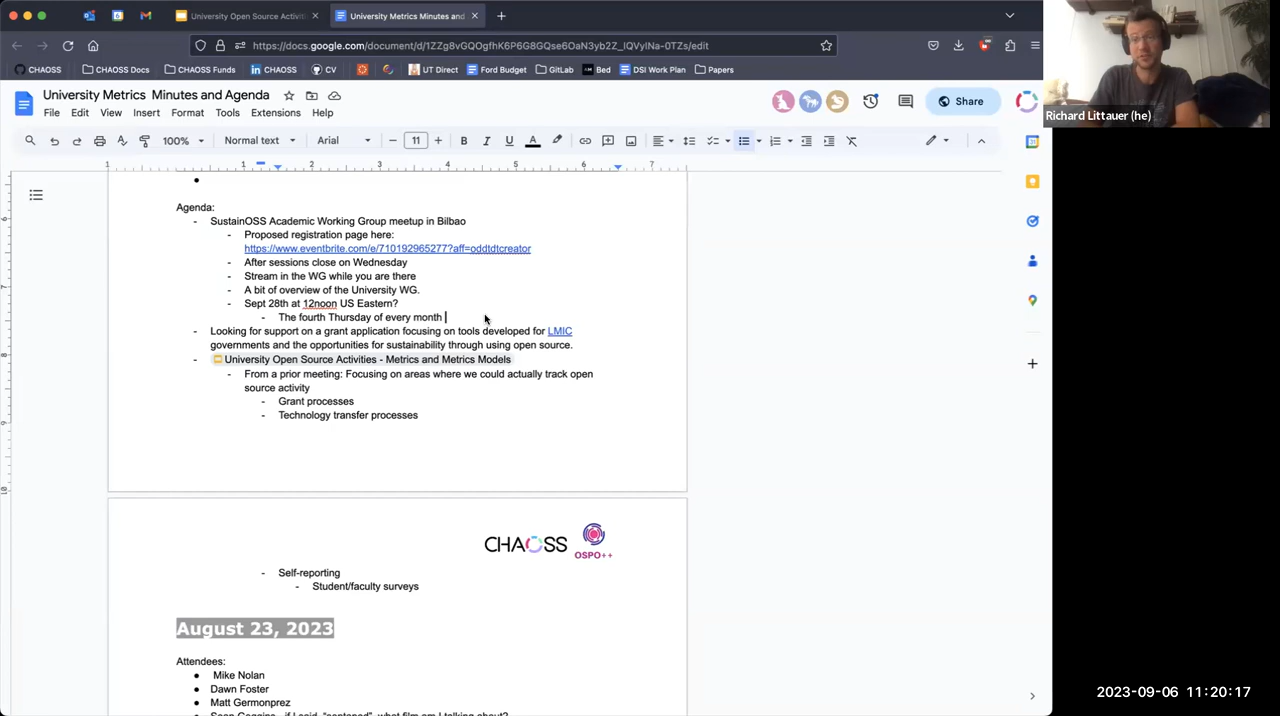 University Open Source Activiti
University Metrics Minutes and
https://docs.google.com/document/d/1ZZg8vGQOgfhK6P6G8GQse6OaN3yb2Z_IQVylNa-0TZs/edit
CHAOSS
CHAOSS Docs
CHAOSS Funds
CHAOSS
CV
UT Direct
Ford Budget
GitLab
Bed
DSI Work Plan
Papers
University Metrics Minutes and Agenda
File
Edit
View
Insert
Format
Tools
Extensions
Help
Share
Richard Littauer (he)
100%
Normal text
Arial
11
1 1 2 3 4 5 6 7
Agenda:
- SustainOSS Academic Working Group meetup in Bilbao
- Proposed registration page here:
https://www.eventbrite.com/e/710192965277?aff=oddtdtcreator
- After sessions close on Wednesday
- Stream in the WG while you are there
- A bit of overview of the University WG.
- Sept 28th at 12noon US Eastern?
- The fourth Thursday of every month
- Looking for support on a grant application focusing on tools developed for LMIC
governments and the opportunities for sustainability through using open source.
- University Open Source Activities - Metrics and Metrics Models
- From a prior meeting: Focusing on areas where we could actually track open
source activity
- Grant processes
- Technology transfer processes
CHAOSS
OSPO++
- Self-reporting
- Student/faculty surveys
August 23, 2023
Attendees:
● Mike Nolan
● Dawn Foster
● Matt Germonprez
2023-09-06 11:20:17